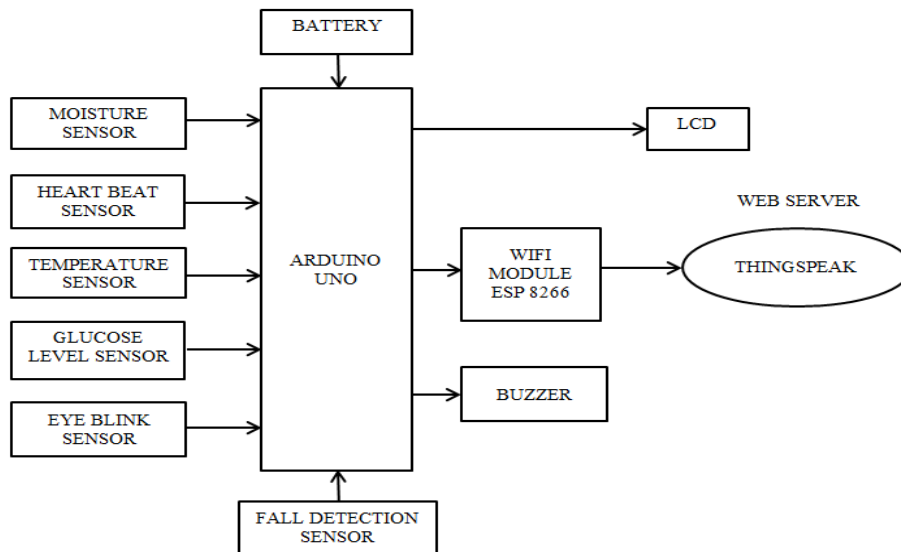 BATTERY
MOISTURE
SENSOR
HEART BEAT
SENSOR
TEMPERATURE
SENSOR
GLUCOSE
LEVEL SENSOR
EYE BLINK
SENSOR
ARDUINO
UNO
FALL DETECTION
SENSOR
LCD
WIFI
MODULE
ESP 8266
BUZZER
WEB SERVER
THINGSPEAK